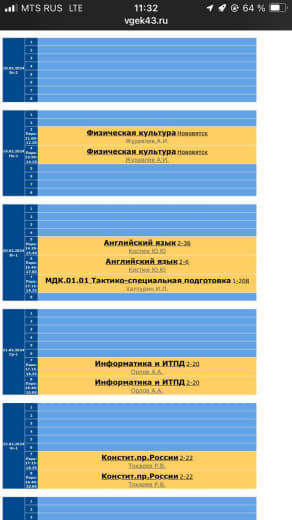 MTS RUS LTE 11:32 64 %
vgek43.ru
1
2
3
4
5
6
7
8
1
2
3
Физическая культура Нововятск
Журавлев А.И.
4
Физическая культура Нововятск
Журавлев А.И.
5
6
7
8
1
2
3
4
5
Английский язык 2-36
Костин Ю.Ю
6
Английский язык 2-6
Костин Ю.Ю
7
МДК.01.01 Тактико-специальная подготовка 1-208
Халтурин И.Л.
8
1
2
3
4
5
6
7
Информатика и ИТПД 2-20
Орлов А.А.
8
Информатика и ИТПД 2-20
Орлов А.А.
1
2
3
4
5
6
7
Констит.пр.России 2-22
Токарев Р.В.
8
Констит.пр.России 2-22
Токарев Р.В.
1
2
3